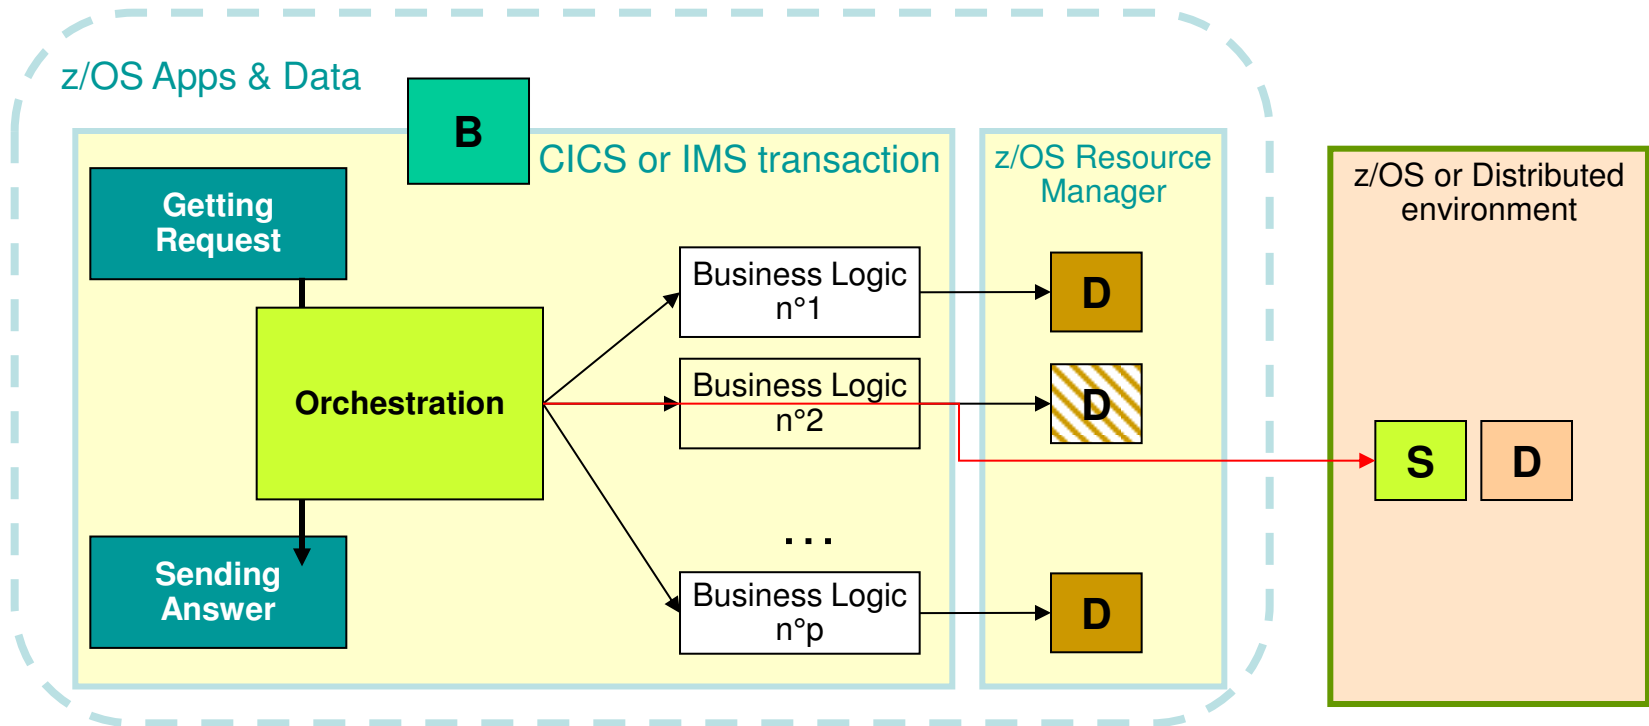 z/OS Apps & Data
B
CICS or IMS transaction
z/OS Resource
Manager
z/OS or Distributed
environment
Getting
Request
Business Logic
n°1
D
Orchestration
Business Logic
n°2
D
S
D
...
Sending
Answer
Business Logic
n°p
D